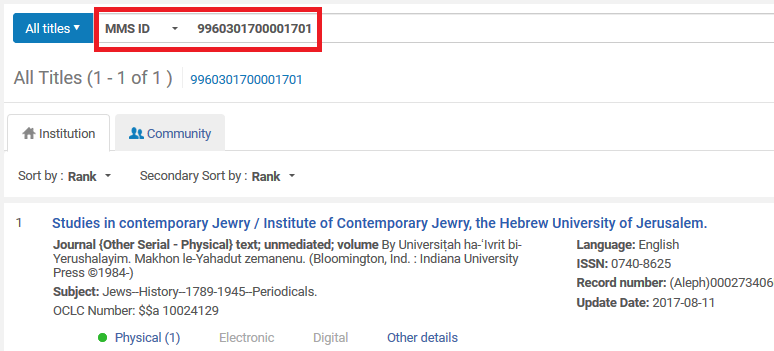 All titles MMS ID 9960301700001701
All Titles (1 - 1 of 1 ) 9960301700001701
Institution Community
Sort by : Rank Secondary Sort by : Rank
1 Studies in contemporary Jewry / Institute of Contemporary Jewry, the Hebrew University of Jerusalem.
Journal {Other Serial - Physical} text; unmediated; volume By Universiṭah ha-ʻIvrit bi-
Yerushalayim. Makhon le-Yahadut zemanenu. (Bloomington, Ind. : Indiana University
Press ©1984-)
Subject: Jews--History--1789-1945--Periodicals.
OCLC Number: $$a 10024129
Language: English
ISSN: 0740-8625
Record number: (Aleph)000273406
Update Date: 2017-08-11
Physical (1) Electronic Digital Other details